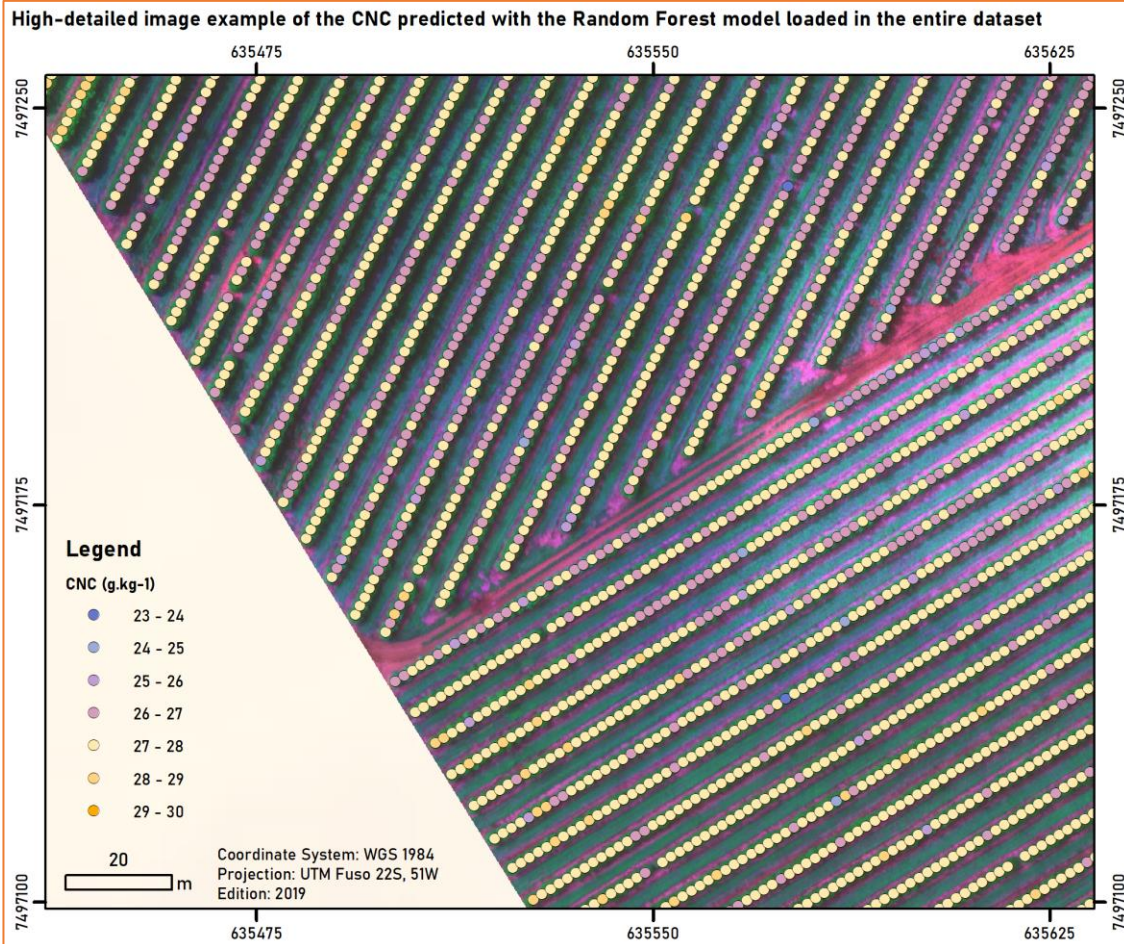 High-detailed image example of the CNC predicted with the Random Forest model loaded in the entire dataset
635475 635550 635625
7497250 7497250
7497175 7497175
Legend
CNC (g.kg-1)
23 - 24
24 - 25
25 - 26
26 - 27
27 - 28
28 - 29
29 - 30
20
m
Coordinate System: WGS 1984
Projection: UTM Fuso 22S, 51W
Edition: 2019
7497100 7497100
635475 635550 635625